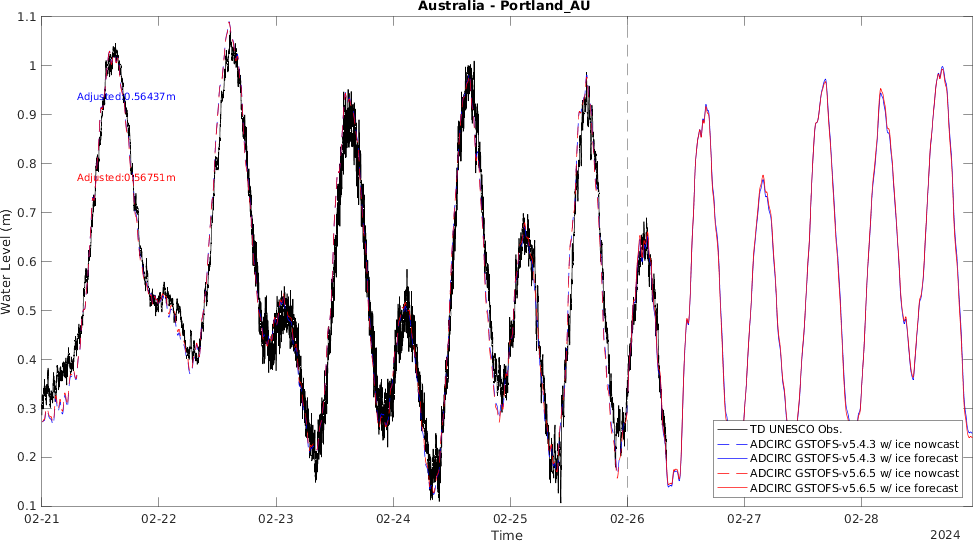 Australia - Portland_AU
1.1
1
0.9
0.8
0.7
0.6
0.5
0.4
0.3
0.2
0.1
Water Level (m)
Adjusted:0.56437m
Adjusted:0.56751m
TD UNESCO Obs.
ADCIRC GSTOFS-v5.4.3 w/ ice nowcast
ADCIRC GSTOFS-v5.4.3 w/ ice forecast
ADCIRC GSTOFS-v5.6.5 w/ ice nowcast
ADCIRC GSTOFS-v5.6.5 w/ ice forecast
02-21 02-22 02-23 02-24 02-25 02-26 02-27 02-28
Time
2024